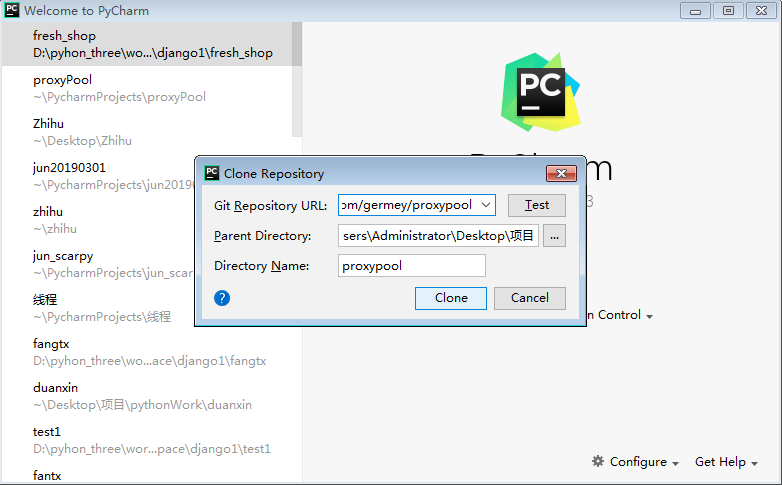 Welcome to PyCharm
fresh_shop
D:\pyhon_three\wo...\django1\fresh_shop
proxyPool
~\PycharmProjects\proxyPool
Zhihu
~\Desktop\Zhihu
jun20190301
~\PycharmProjects\jun20190
zhihu
~\zhihu
jun_scarpy
~\PycharmProjects\jun_scar
线程
~\PycharmProjects\线程
fangtx
D:\pyhon_three\wo...ace\django1\fangtx
duanxin
~\Desktop\项目\pythonWork\duanxin
test1
D:\pyhon_three\wor...pace\django1\test1
fantx
PC
3
Clone Repository
Git Repository URL:
om/germey/proxypool
Test
Parent Directory:
sers\Administrator\Desktop\项目
...
Directory Name:
proxypool
?
Clone
Cancel
n Control
Configure
Get Help